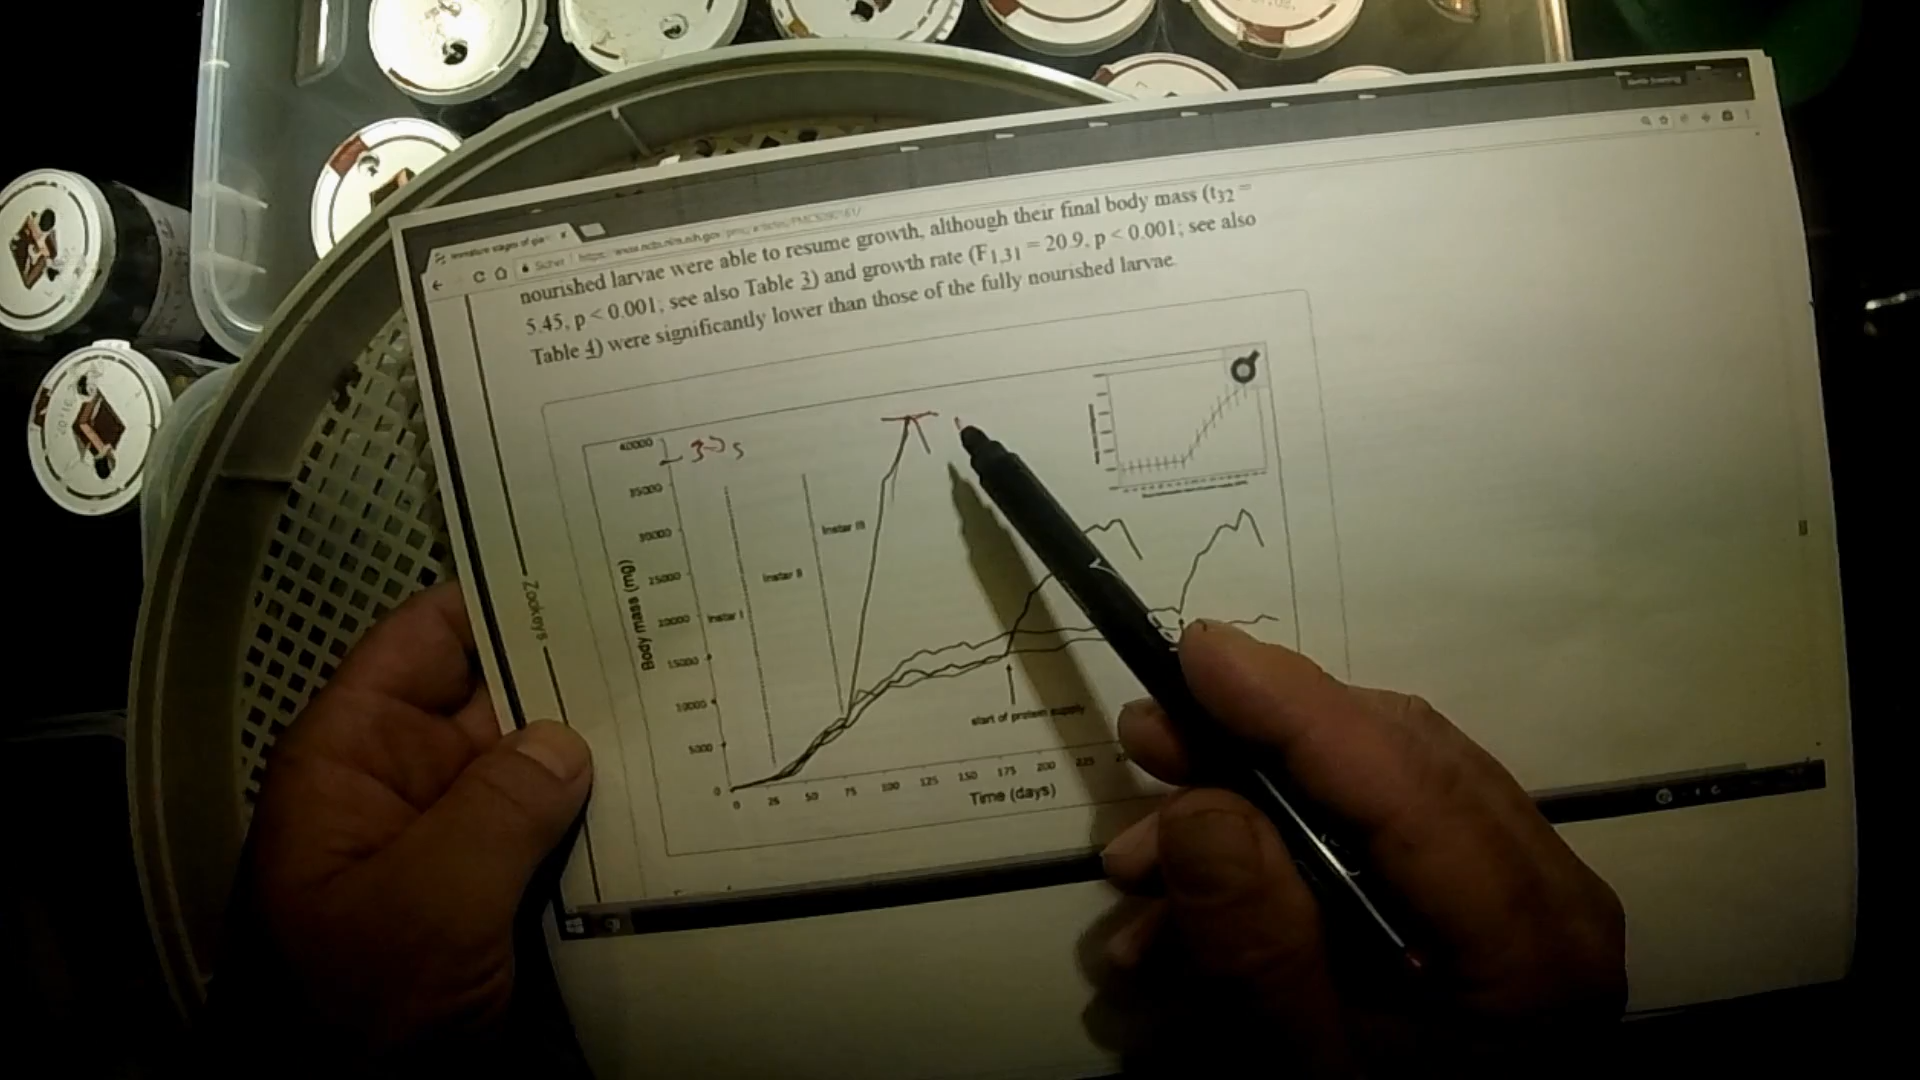 Sicher
nourished larvae were able to resume growth, although their final body mass (t32 =
5.45, p < 0.001; see also Table 3) and growth rate (F1,31 = 20.9, p < 0.001; see also
Table 4) were significantly lower than those of the fully nourished larvae.
Zookeys
Body mass (mg)
40000
35000
30000
25000
20000
15000
10000
5000
0
Instar I
Instar II
Instar III
start of protein supply
0 25 50 75 100 125 150 175 200 225
Time (days)